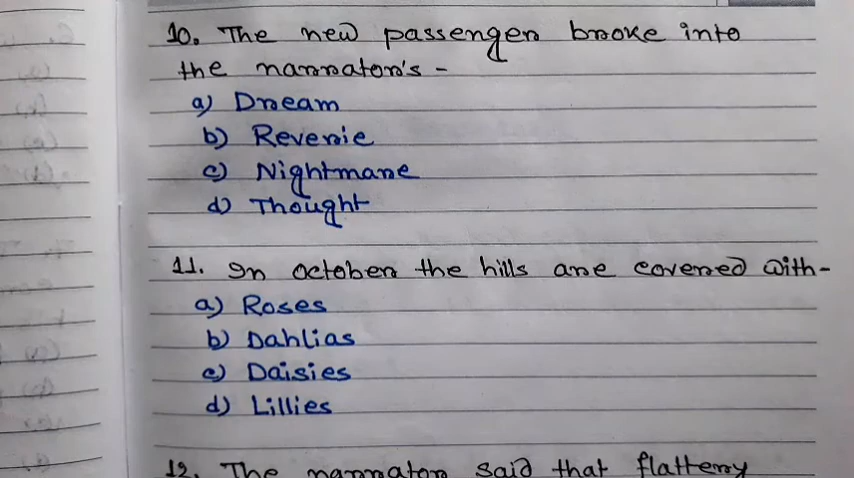 10. The new passenger broke into
the narrator's -
a) Dream
b) Reverie
c) Nightmare
d) Thought
11. In october the hills are covered with-
a) Roses
b) Dahlias
c) Daisies
d) Lillies
12. The narrator said that flattery